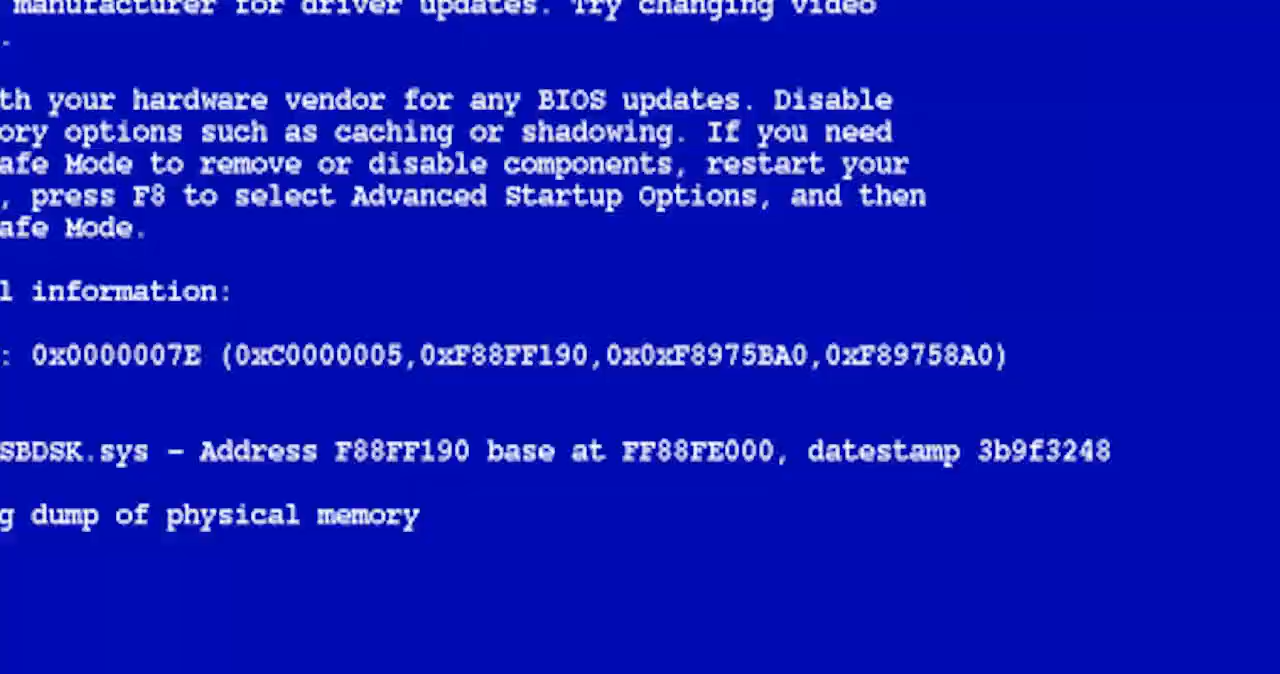 manufacturer for driver updates. Try changing video
.
th your hardware vendor for any BIOS updates. Disable
ory options such as caching or shadowing. If you need
afe Mode to remove or disable components, restart your
, press F8 to select Advanced Startup Options, and then
afe Mode.
l information:
: 0x0000007E (0xC0000005,0xF88FF190,0x0xF8975BA0,0xF89758A0)
SBDSK.sys – Address F88FF190 base at FF88FE000, datestamp 3b9f3248
g dump of physical memory